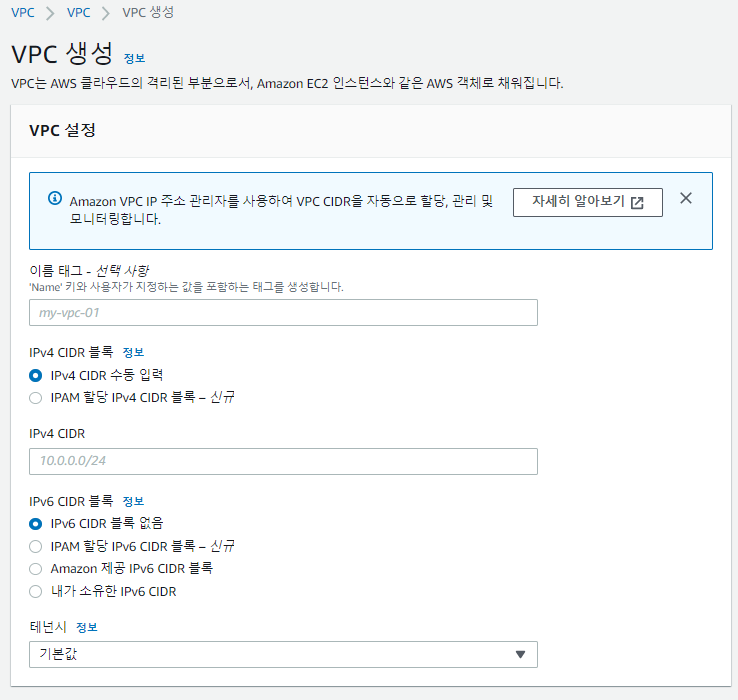 VPC > VPC > VPC 생성
VPC 생성 정보
VPC는 AWS 클라우드의 격리된 부분으로서, Amazon EC2 인스턴스와 같은 AWS 객체로 채워집니다.
VPC 설정
Amazon VPC IP 주소 관리자를 사용하여 VPC CIDR을 자동으로 할당, 관리 및
모니터링합니다.
자세히 알아보기
이름 태그 - 선택 사항
'Name' 키와 사용자가 지정하는 값을 포함하는 태그를 생성합니다.
my-vpc-01
IPv4 CIDR 블록 정보
IPv4 CIDR 수동 입력
IPAM 할당 IPv4 CIDR 블록 – 신규
IPv4 CIDR
10.0.0.0/24
IPv6 CIDR 블록 정보
IPv6 CIDR 블록 없음
IPAM 할당 IPv6 CIDR 블록 – 신규
Amazon 제공 IPv6 CIDR 블록
내가 소유한 IPv6 CIDR
테넌시 정보
기본값